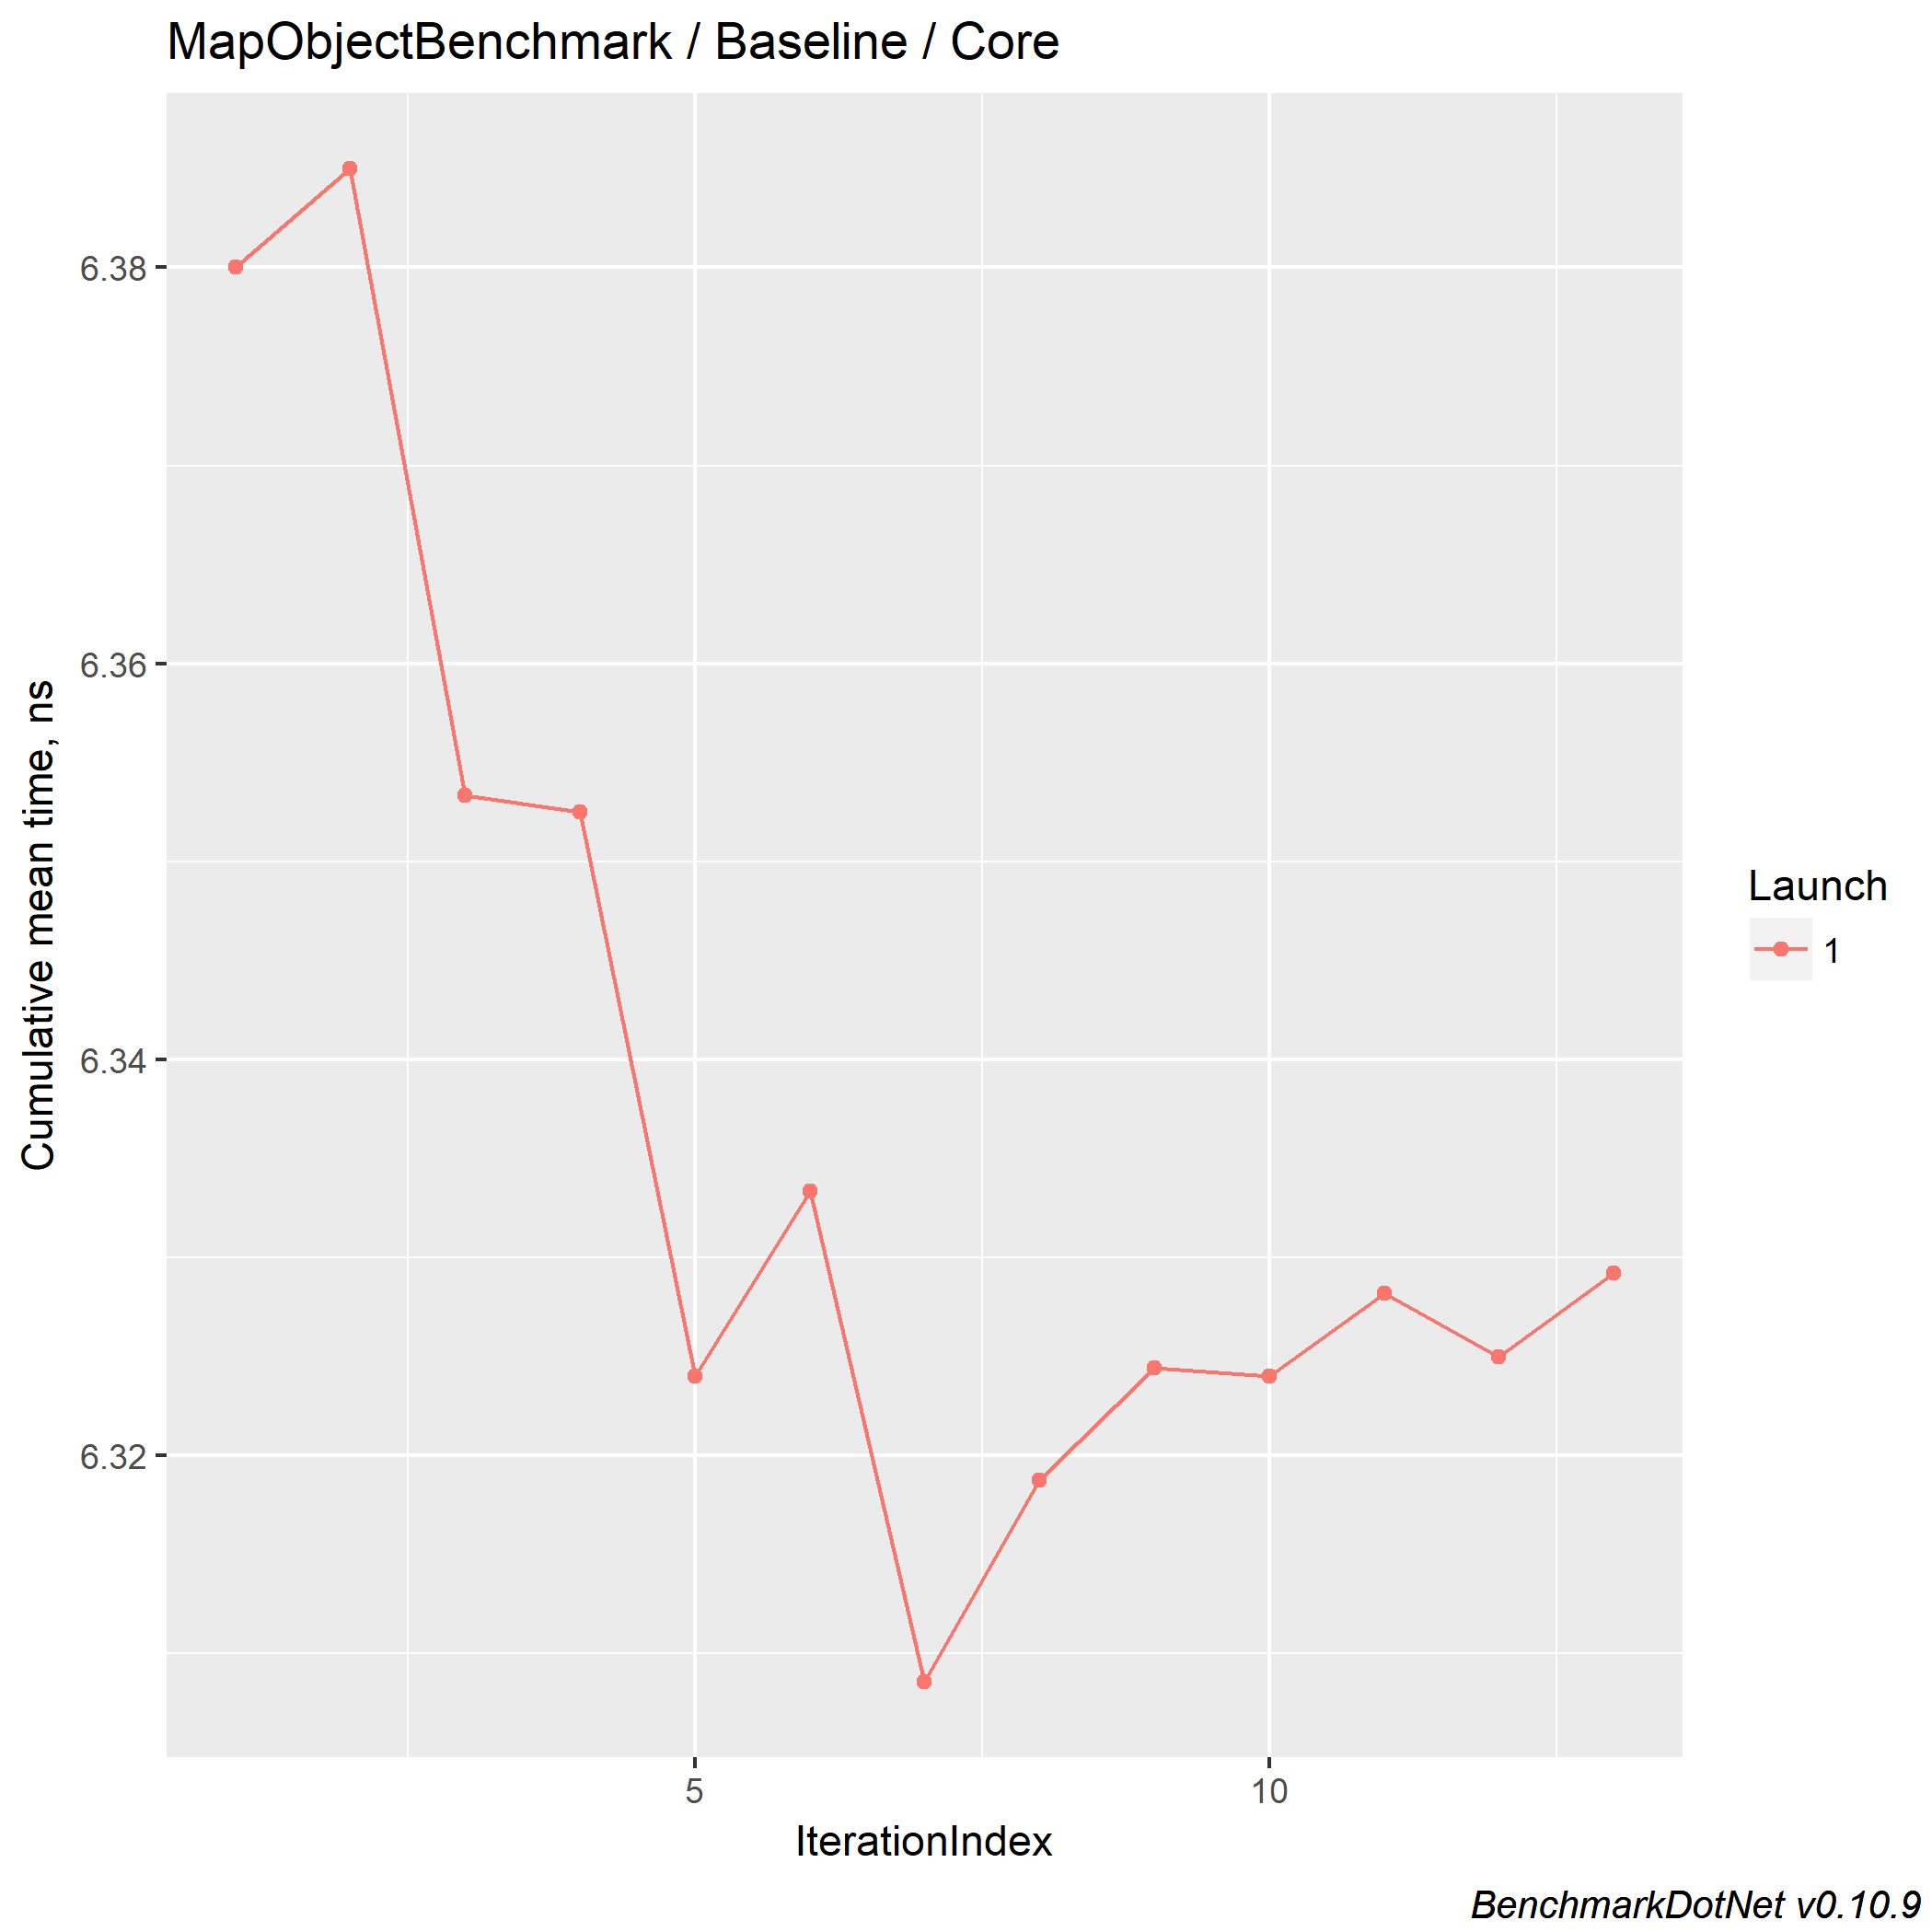 MapObjectBenchmark / Baseline / Core
Cumulative mean time, ns
6.38
6.36
6.34
6.32
5
10
IterationIndex
Launch
1
BenchmarkDotNet v0.10.9